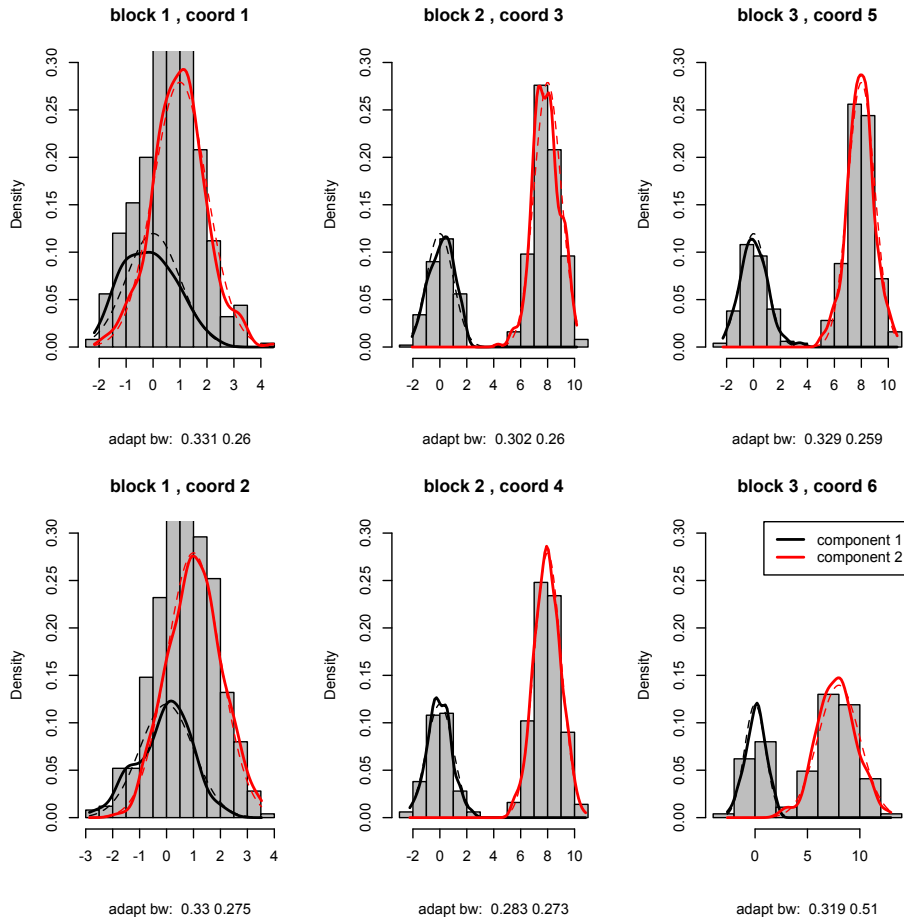 block 1 , coord 1
Density
0.00 0.05 0.10 0.15 0.20 0.25 0.30
-2 -1 0 1 2 3 4
adapt bw: 0.331 0.26
block 2 , coord 3
0.00 0.05 0.10 0.15 0.20 0.25 0.30
-2 0 2 4 6 8 10
Density
adapt bw: 0.302 0.26
block 3 , coord 5
Density
0.00 0.05 0.10 0.15 0.20 0.25 0.30
-2 0 2 4 6 8 10
adapt bw: 0.329 0.259
block 1 , coord 2
Density
0.00 0.05 0.10 0.15 0.20 0.25 0.30
-3 -2 -1 0 1 2 3 4
adapt bw: 0.33 0.275
block 2 , coord 4
Density
0.00 0.05 0.10 0.15 0.20 0.25 0.30
-2 0 2 4 6 8 10
adapt bw: 0.283 0.273
block 3 , coord 6
component 1
component 2
Density
0.00 0.05 0.10 0.15 0.20 0.25 0.30
0 5 10
adapt bw: 0.319 0.51